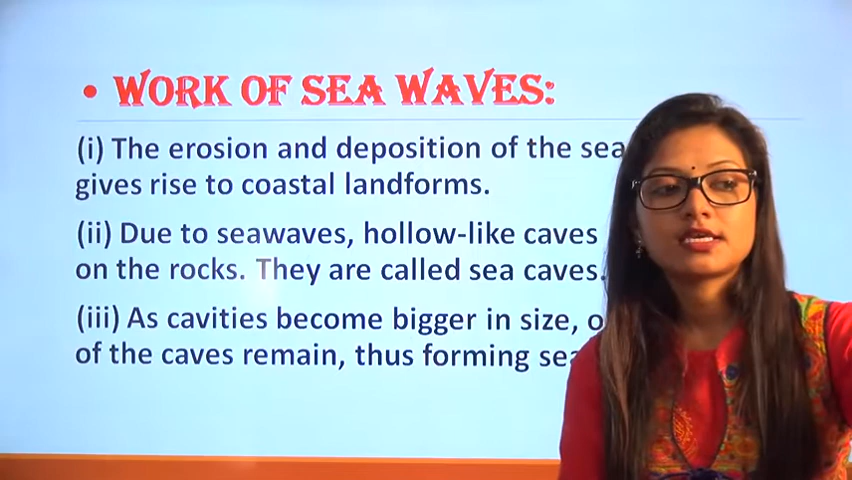 • WORK OF SEA WAVES:
(i) The erosion and deposition of the sea
gives rise to coastal landforms.
(ii) Due to seawaves, hollow-like caves
on the rocks. They are called sea caves.
(iii) As cavities become bigger in size,
of the caves remain, thus forming